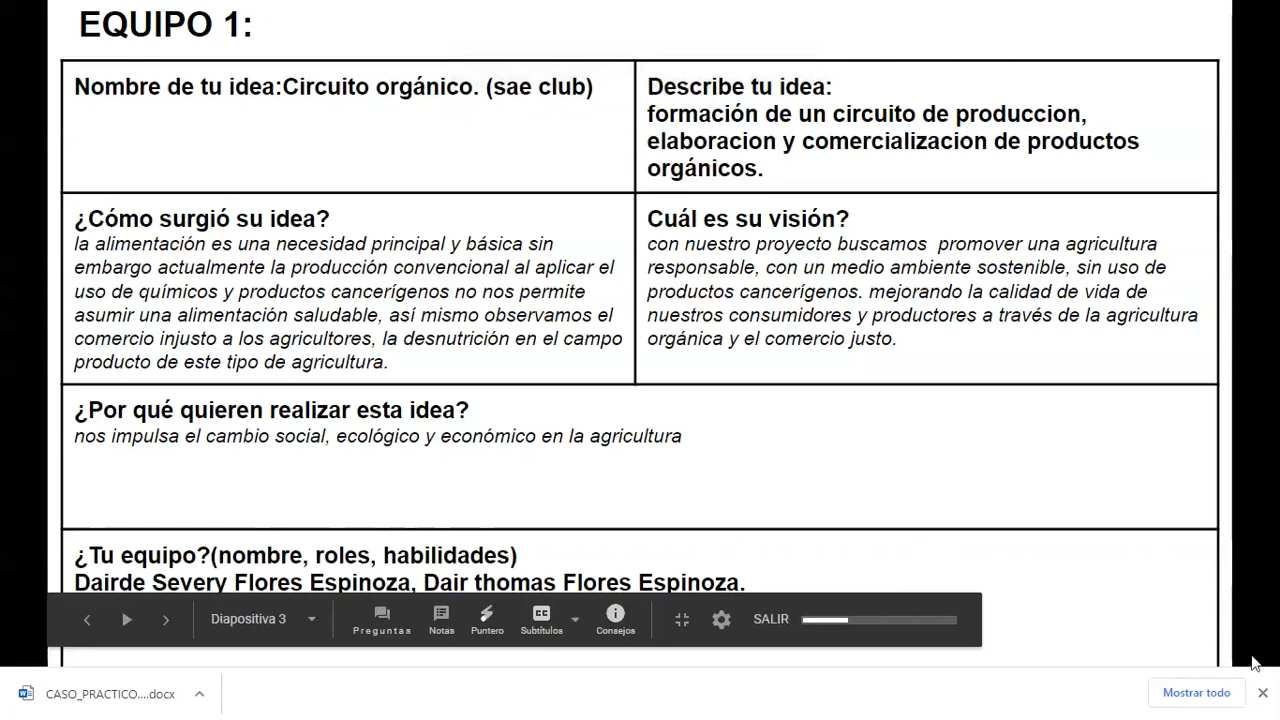 EQUIPO 1:
Nombre de tu idea:Circuito orgánico. (sae club)
Describe tu idea:
formación de un circuito de produccion,
elaboracion y comercializacion de productos
orgánicos.
¿Cómo surgió su idea?
la alimentación es una necesidad principal y básica sin
embargo actualmente la producción convencional al aplicar el
uso de químicos y productos cancerígenos no nos permite
asumir una alimentación saludable, así mismo observamos el
comercio injusto a los agricultores, la desnutrición en el campo
producto de este tipo de agricultura.
Cuál es su visión?
con nuestro proyecto buscamos  promover una agricultura
responsable, con un medio ambiente sostenible, sin uso de
productos cancerígenos. mejorando la calidad de vida de
nuestros consumidores y productores a través de la agricultura
orgánica y el comercio justo.
¿Por qué quieren realizar esta idea?
nos impulsa el cambio social, ecológico y económico en la agricultura
¿Tu equipo?(nombre, roles, habilidades)
Dairde Severy Flores Espinoza, Dair thomas Flores Espinoza.
Diapositiva 3
Preguntas
Notas
Puntero
CC
Subtítulos
Consejos
SALIR
CASO_PRACTICO....docx
Mostrar todo